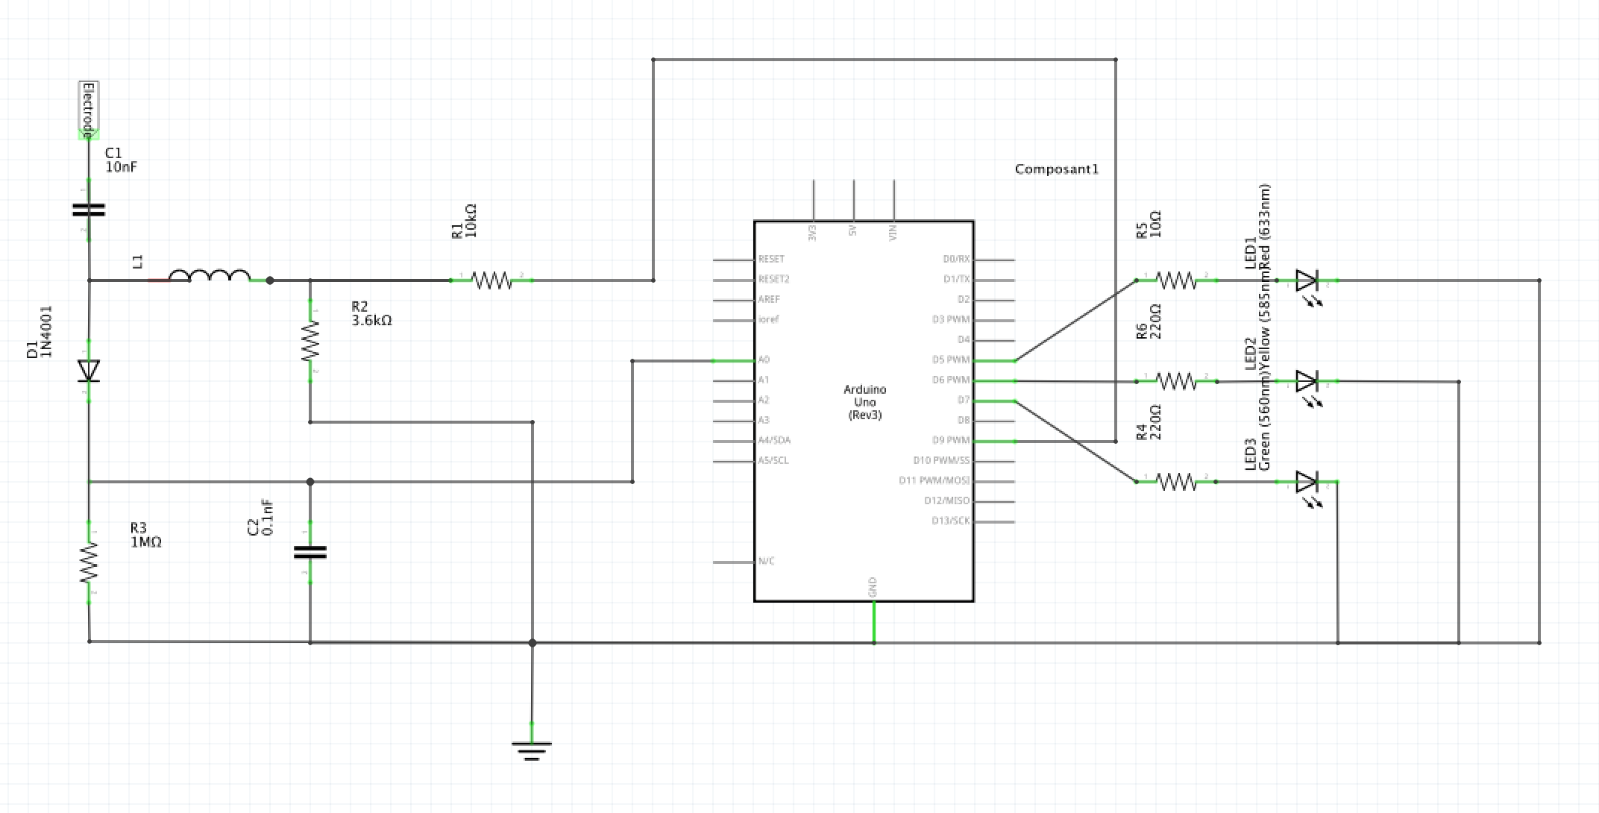 Electrode
C1
10nF
L1
R1
10kΩ
R2
3.6kΩ
D1
1N4001
R3
1MΩ
C2
0.1nF
Composant1
3V3
5V
VIN
RESET
RESET2
AREF
ioref
A0
A1
A2
A3
A4/SDA
A5/SCL
N/C
Arduino
Uno
(Rev3)
D0/RX
D1/TX
D2
D3 PWM
D4
D5 PWM
D6 PWM
D7
D8
D9 PWM
D10 PWM/SS
D11 PWM/MOSI
D12/MISO
D13/SCK
GND
R5
10Ω
R6
220Ω
R4
220Ω
LED1
Red (633nm)
LED2
Yellow (585nm)
LED3
Green (560nm)